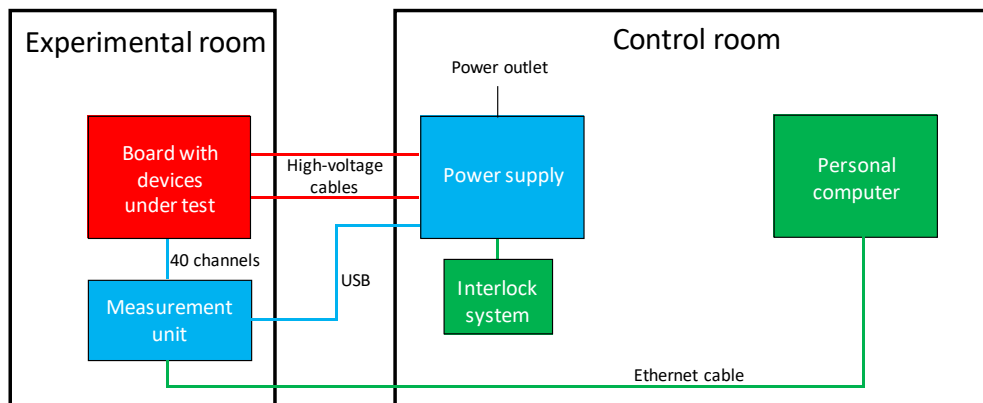 Experimental room
Control room
Power outlet
Board with
devices
under test
High-voltage
cables
Power supply
Personal
computer
40 channels
USB
Interlock
system
Measurement
unit
Ethernet cable